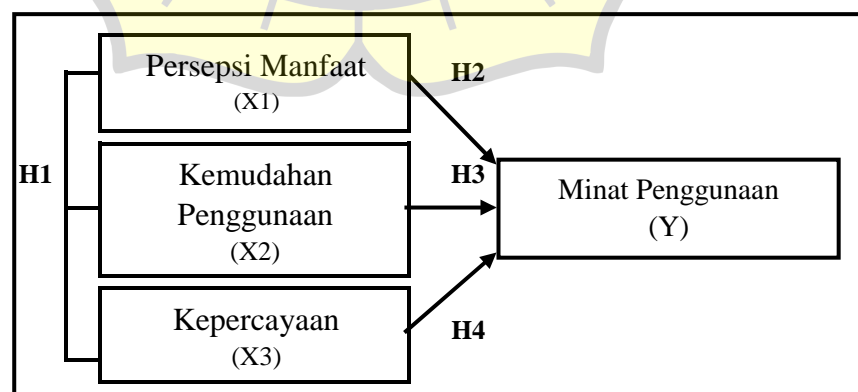 Persepsi Manfaat
(X1)
H2
H1
Kemudahan
Penggunaan
(X2)
H3
Minat Penggunaan
(Y)
Kepercayaan
(X3)
H4